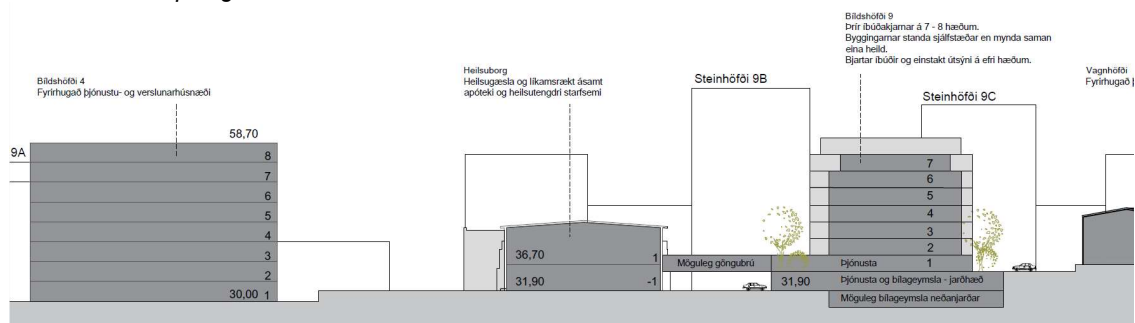 Bíldshöfði 4
Fyrirhugað þjónustu- og verslunarhúsnæði
58,70
9A
8
7
6
5
4
3
2
30,00 1
Heilsuborg
Heilsugæsla og líkamsrækt ásamt
apóteki og heilsutengdri starfsemi
36,70 1
31,90 -1
Steinhöfði 9B
Bíldshöfði 9
Þrír íbúðakjarnar á 7 - 8 hæðum.
Byggingarnar standa sjálfstæðar en mynda saman
eina heild.
Bjartar íbúðir og einstakt útsýni á efri hæðum.
Steinhöfði 9C
7
6
5
4
3
2
Möguleg göngubrú
Þjónusta 1
31,90
Þjónusta og bílageymsla - jarðhæð
Möguleg bílageymsla neðanjarðar
Vagnhöfði
Fyrirhugað